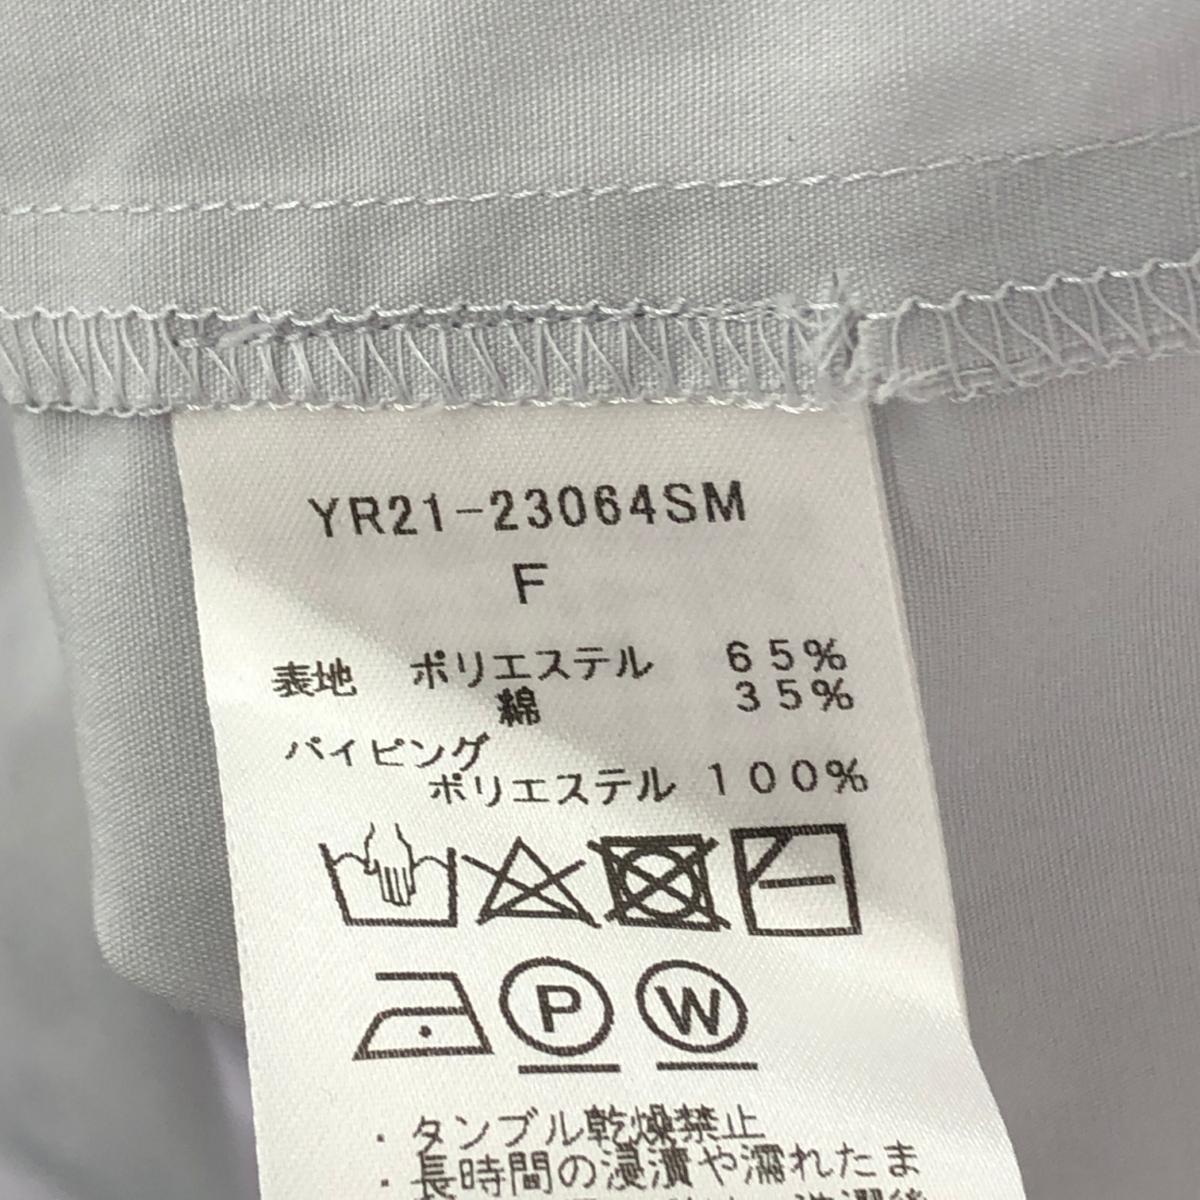 YR21-23064SM
F
表地 ポリエステル 65%
綿 35%
パイピング
ポリエステル 100%
P W
・タンブル乾燥禁止
・長時間の浸漬や濡れたま